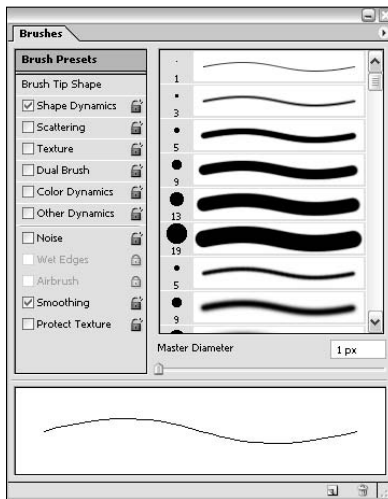 Brushes
Brush Presets
Brush Tip Shape
Shape Dynamics
Scattering
Texture
Dual Brush
Color Dynamics
Other Dynamics
Noise
Wet Edges
Airbrush
Smoothing
Protect Texture
1
3
5
9
13
19
5
9
Master Diameter 1 px